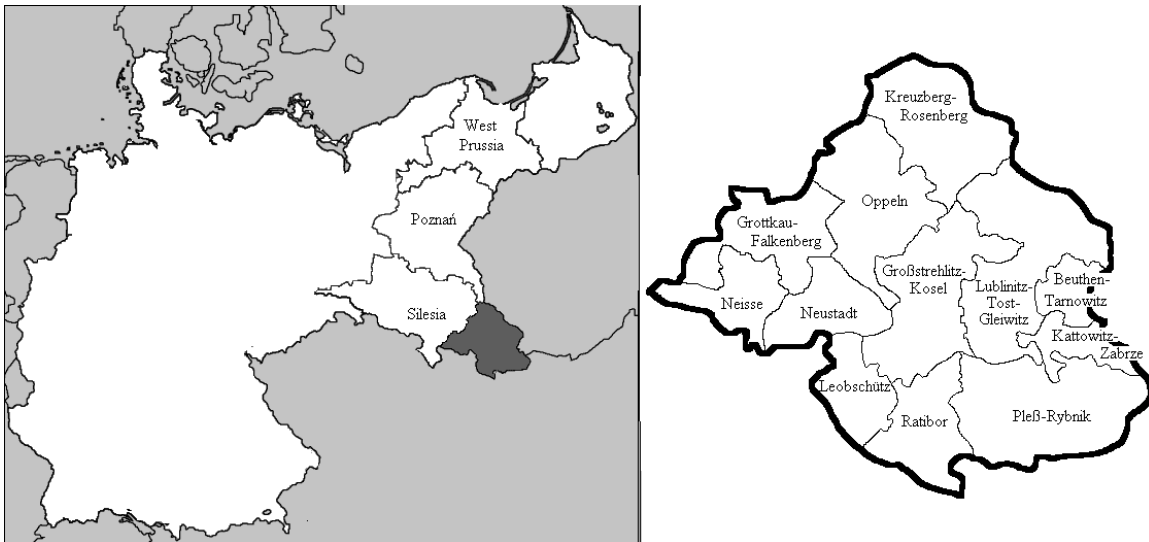 West
Prussia
Poznań
Silesia
Kreuzberg-
Rosenberg
Oppeln
Grottkau-
Falkenberg
Großstrehlitz-
Kosel
Lublinitz-
Tost-
Gleiwitz
Beuthen-
Tarnowitz
Neisse
Neustadt
Kattowitz-
Zabrze
Leobschütz
Ratibor
Pleß-Rybnik